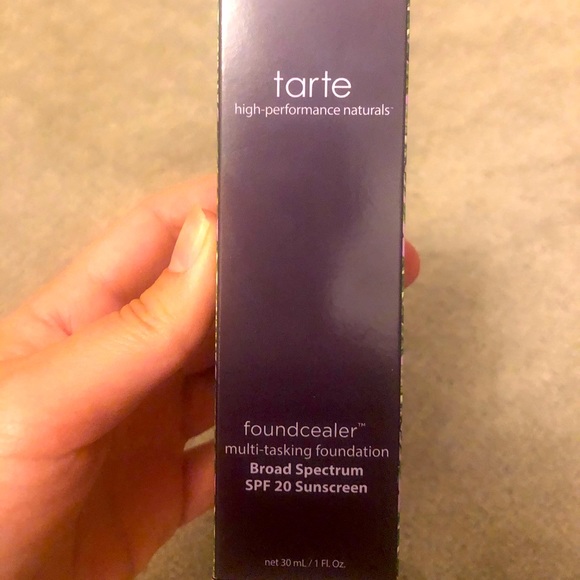 tarte
high-performance naturals™
foundcealer™
multi-tasking foundation
Broad Spectrum
SPF 20 Sunscreen
net 30 mL / 1 FL Oz.